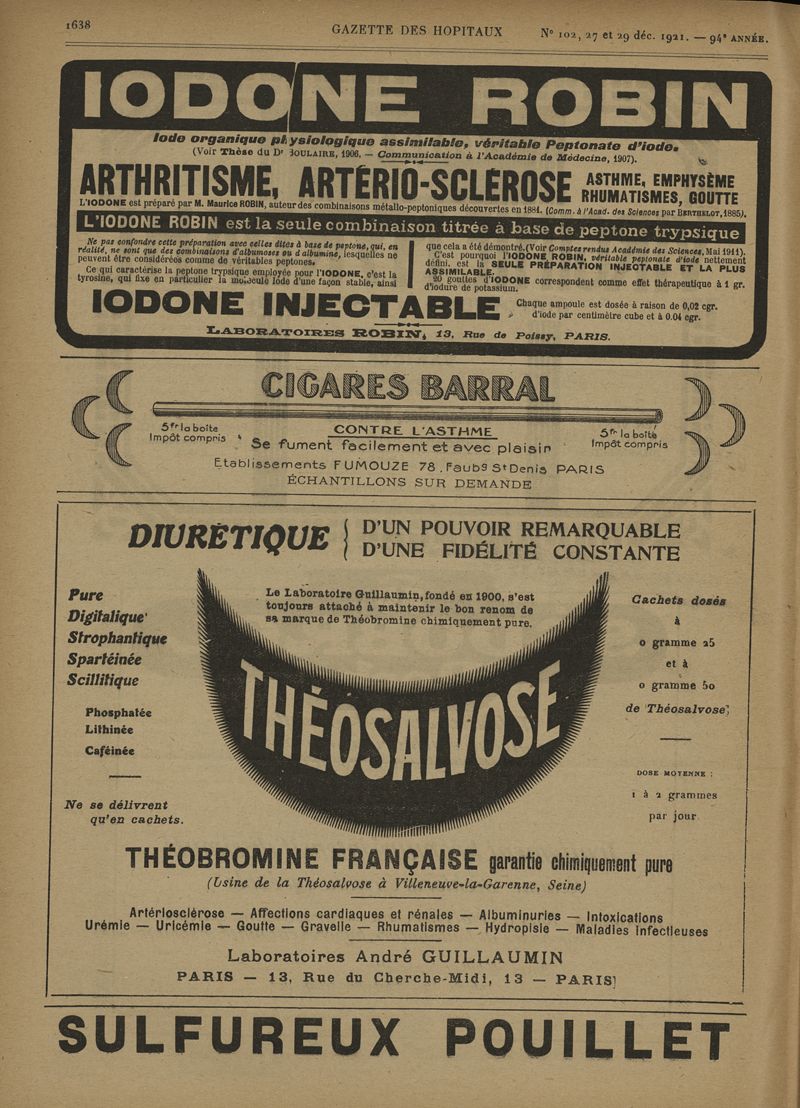 1638
GAZETTE DES HOPITAUX
N° 102, 27 et 29 déc. 1921. — 94e ANNÉE.
IODONE ROBIN
Iode organique physiologique assimilable, véritable Peptonate d'iode.
(Voir Thèse du Dr BOULAIRE, 1906, — Communication à l'Académie de Médecine, 1907).
ARTHRITISME, ARTÉRIO-SCLÉROSE
ASTHME, EMPHYSÈME
RHUMATISMES, GOUTTE
L'IODONE est préparé par M. Maurice ROBIN, auteur des combinaisons métallo-peptoniques découvertes en 1881. (Comm. à l'Acad. des Sciences par BERTHELOT, 1885).
L'IODONE ROBIN est la seule combinaison titrée à base de peptone trypsique
Ne pas confondre cette préparation avec celles dites à base de peptone, qui, en
réalité, ne sont que des combinaisons d'albumoses ou d'albumine, lesquelles ne
peuvent être considérées comme de véritables peptones.
Ce qui caractérise la peptone trypsique employée pour l'IODONE, c'est la
tyrosine, qui fixe en particulier la molécule iode d'une façon stable, ainsi
que cela a été démontré. (Voir Comptes rendus Académie des Sciences, Mai 1911).
C'est pourquoi l'IODONE ROBIN, véritable peptonate d'iode nettement
défini, est la SEULE PRÉPARATION INJECTABLE ET LA PLUS
ASSIMILABLE.
20 gouttes d'IODONE correspondent comme effet thérapeutique à 1 gr.
d'iodure de potassium.
IODONE INJECTABLE
Chaque ampoule est dosée à raison de 0,02 cgr.
d'iode par centimètre cube et à 0.04 cgr.
LABORATOIRES ROBIN, 13, Rue de Poissy, PARIS.
CIGARES BARRAL
5fr la boîte
Impôt compris
CONTRE L'ASTHME
Se fument facilement et avec plaisir
5fr la boîte
Impôt compris
Etablissements FUMOUZE 78, Faubg St Denis PARIS
ÉCHANTILLONS SUR DEMANDE
DIURÉTIQUE
D'UN POUVOIR REMARQUABLE
D'UNE FIDÉLITÉ CONSTANTE
Le Laboratoire Guillaumin, fondé en 1900, s'est
toujours attaché à maintenir le bon renom de
sa marque de Théobromine chimiquement pure.
Pure
Digitalique
Strophantique
Spartéinée
Scillitique
Phosphatée
Lithinée
Caféinée
Ne se délivrent
qu'en cachets.
THÉOSALVOSE
Cachets dosés
à
0 gramme 25
et à
0 gramme 50
de Théosalvose
DOSE MOYENNE :
1 à 2 grammes
par jour
THÉOBROMINE FRANÇAISE garantie chimiquement pure
(Usine de la Théosalvose à Villeneuve-la-Garenne, Seine)
Artériosclérose — Affections cardiaques et rénales — Albuminuries — Intoxications
Urémie — Uricémie — Goutte — Gravelle — Rhumatismes — Hydropisie — Maladies Infectieuses
Laboratoires André GUILLAUMIN
PARIS — 13, Rue du Cherche-Midi, 13 — PARIS
SULFUREUX POUILLET